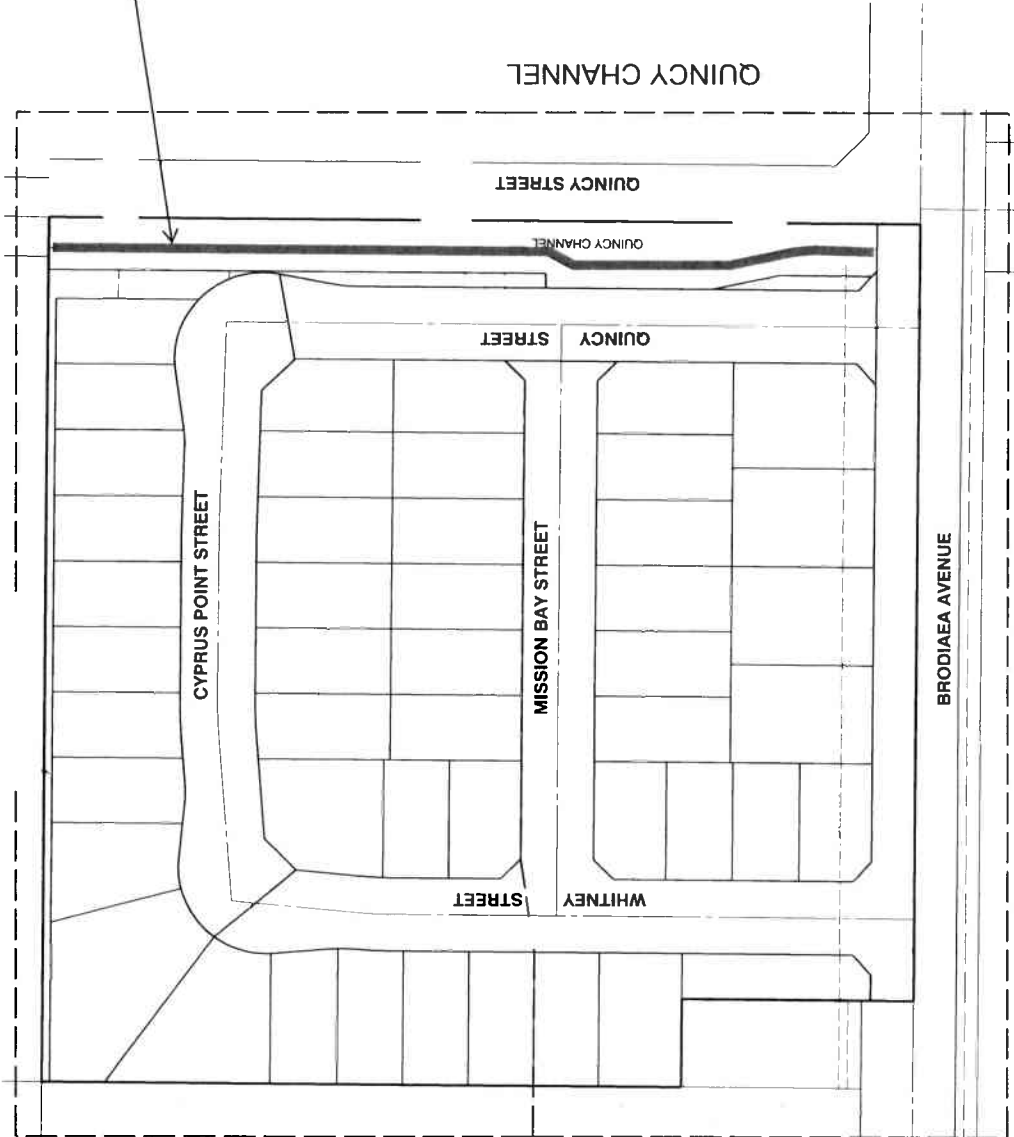 QUINCY CHANNEL
QUINCY STREET
QUINCY CHANNEL
QUINCY STREET
CYPRUS POINT STREET
MISSION BAY STREET
BRODIAEA AVENUE
WHITNEY STREET